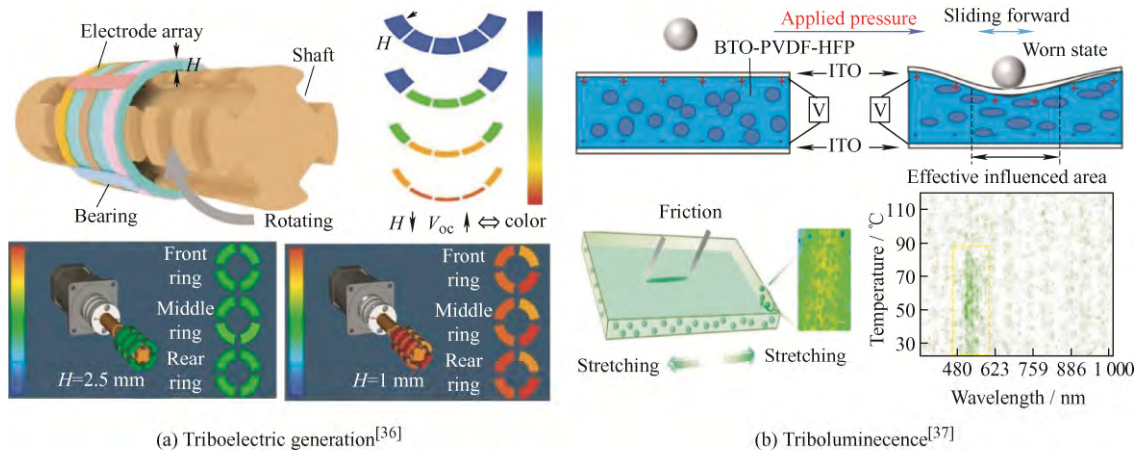 Electrode array
H
Shaft
Bearing
Rotating
H
H↓ V_oc ↑ ⇔ color
Front
ring
Middle
ring
Rear
ring
H=2.5 mm
Front
ring
Middle
ring
Rear
ring
H=1 mm
(a) Triboelectric generation[36]
Applied pressure
Sliding forward
BTO-PVDF-HFP
Worn state
ITO
V
V
ITO
Effective influenced area
Friction
Stretching
Stretching
Temperature / °C
110
90
70
50
30
480 623 759 886 1 000
Wavelength / nm
(b) Triboluminecence[37]